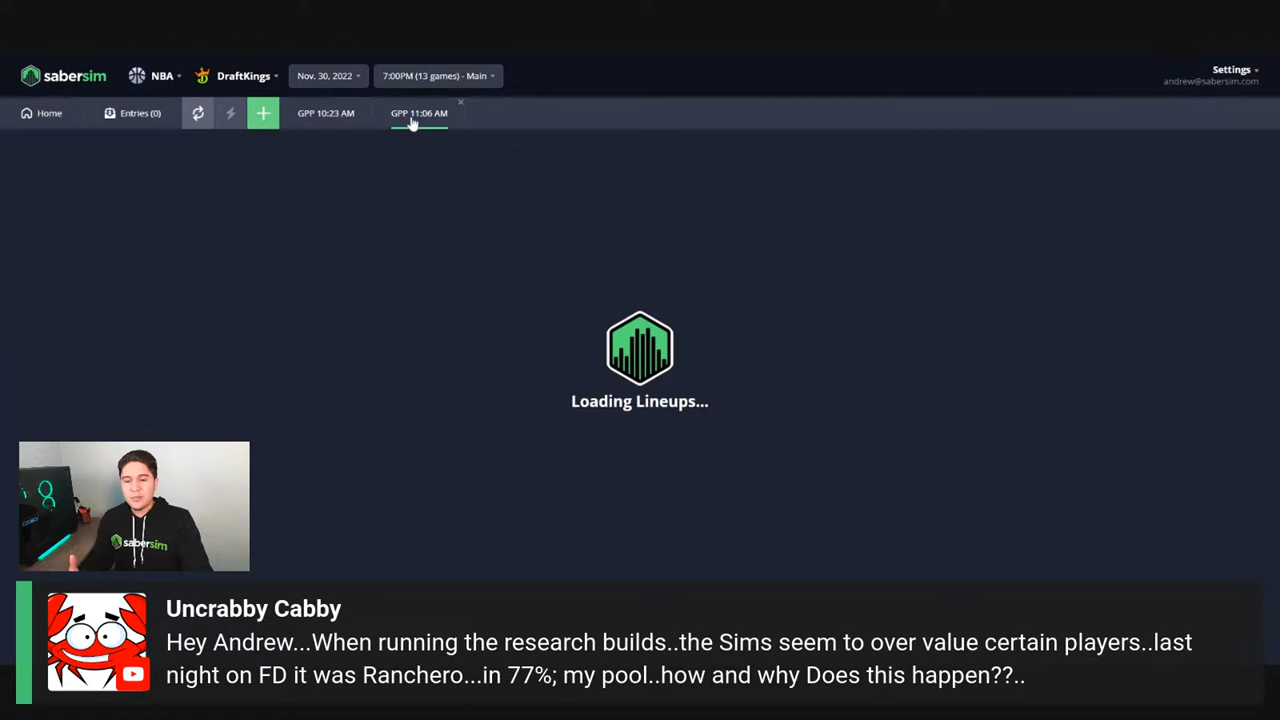 sabersim NBA DraftKings Nov. 30, 2022 7:00PM (13 games) - Main Settings
andrew@sabersim.com
Home Entries (0) + GPP 10:23 AM GPP 11:06 AM ×
Loading Lineups...
sabersim
Uncrabby Cabby
Hey Andrew...When running the research builds..the Sims seem to over value certain players..last
night on FD it was Ranchero...in 77%; my pool..how and why Does this happen??..